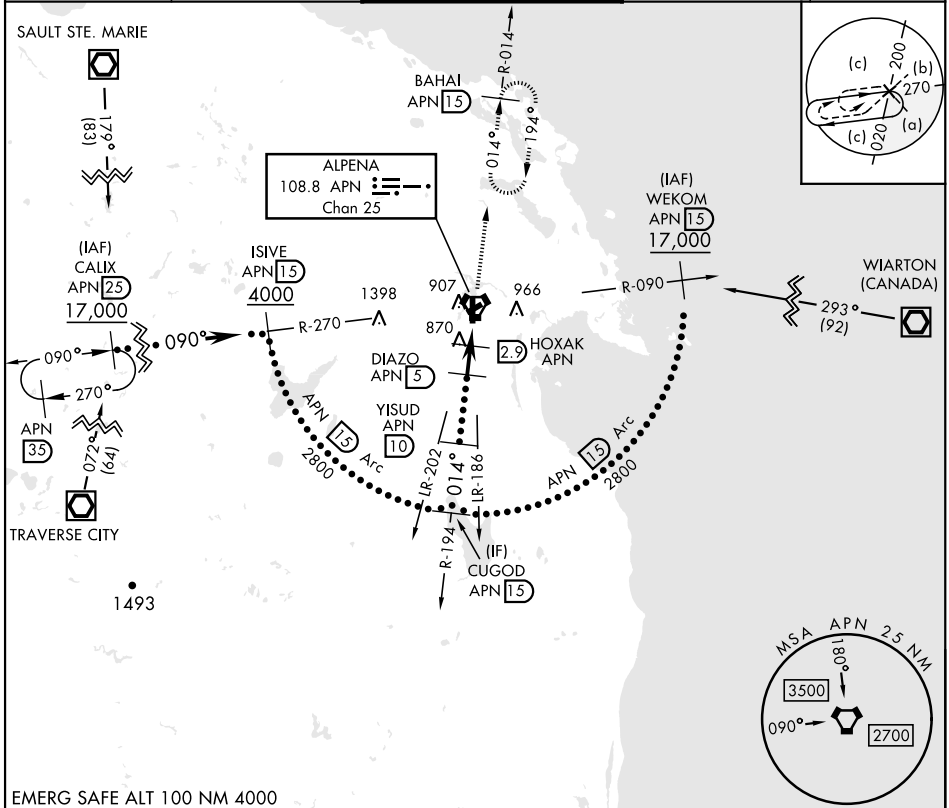 SAULT STE. MARIE
179°
(83)
BAHAI
APN 15
R-014
014°
194°
(c)
200
(b)
270
(a)
(c)
020
ALPENA
108.8 APN
Chan 25
(IAF)
WEKOM
APN 15
17,000
(IAF)
CALIX
APN 25
17,000
ISIVE
APN 15
4000
1398
907
966
R-090
WIARTON
(CANADA)
293°
(92)
090°
R-270
870
2.9 HOXAK
APN
DIAZO
APN 5
090°
270°
APN
35
072°
(64)
TRAVERSE CITY
YISUD
APN
10
APN 15 Arc
2800
APN 15 Arc
2800
LR-202
014°
LR-186
R-194
(IF)
CUGOD
APN 15
1493
MSA APN 25 NM
180°
3500
090°
2700
EMERG SAFE ALT 100 NM 4000